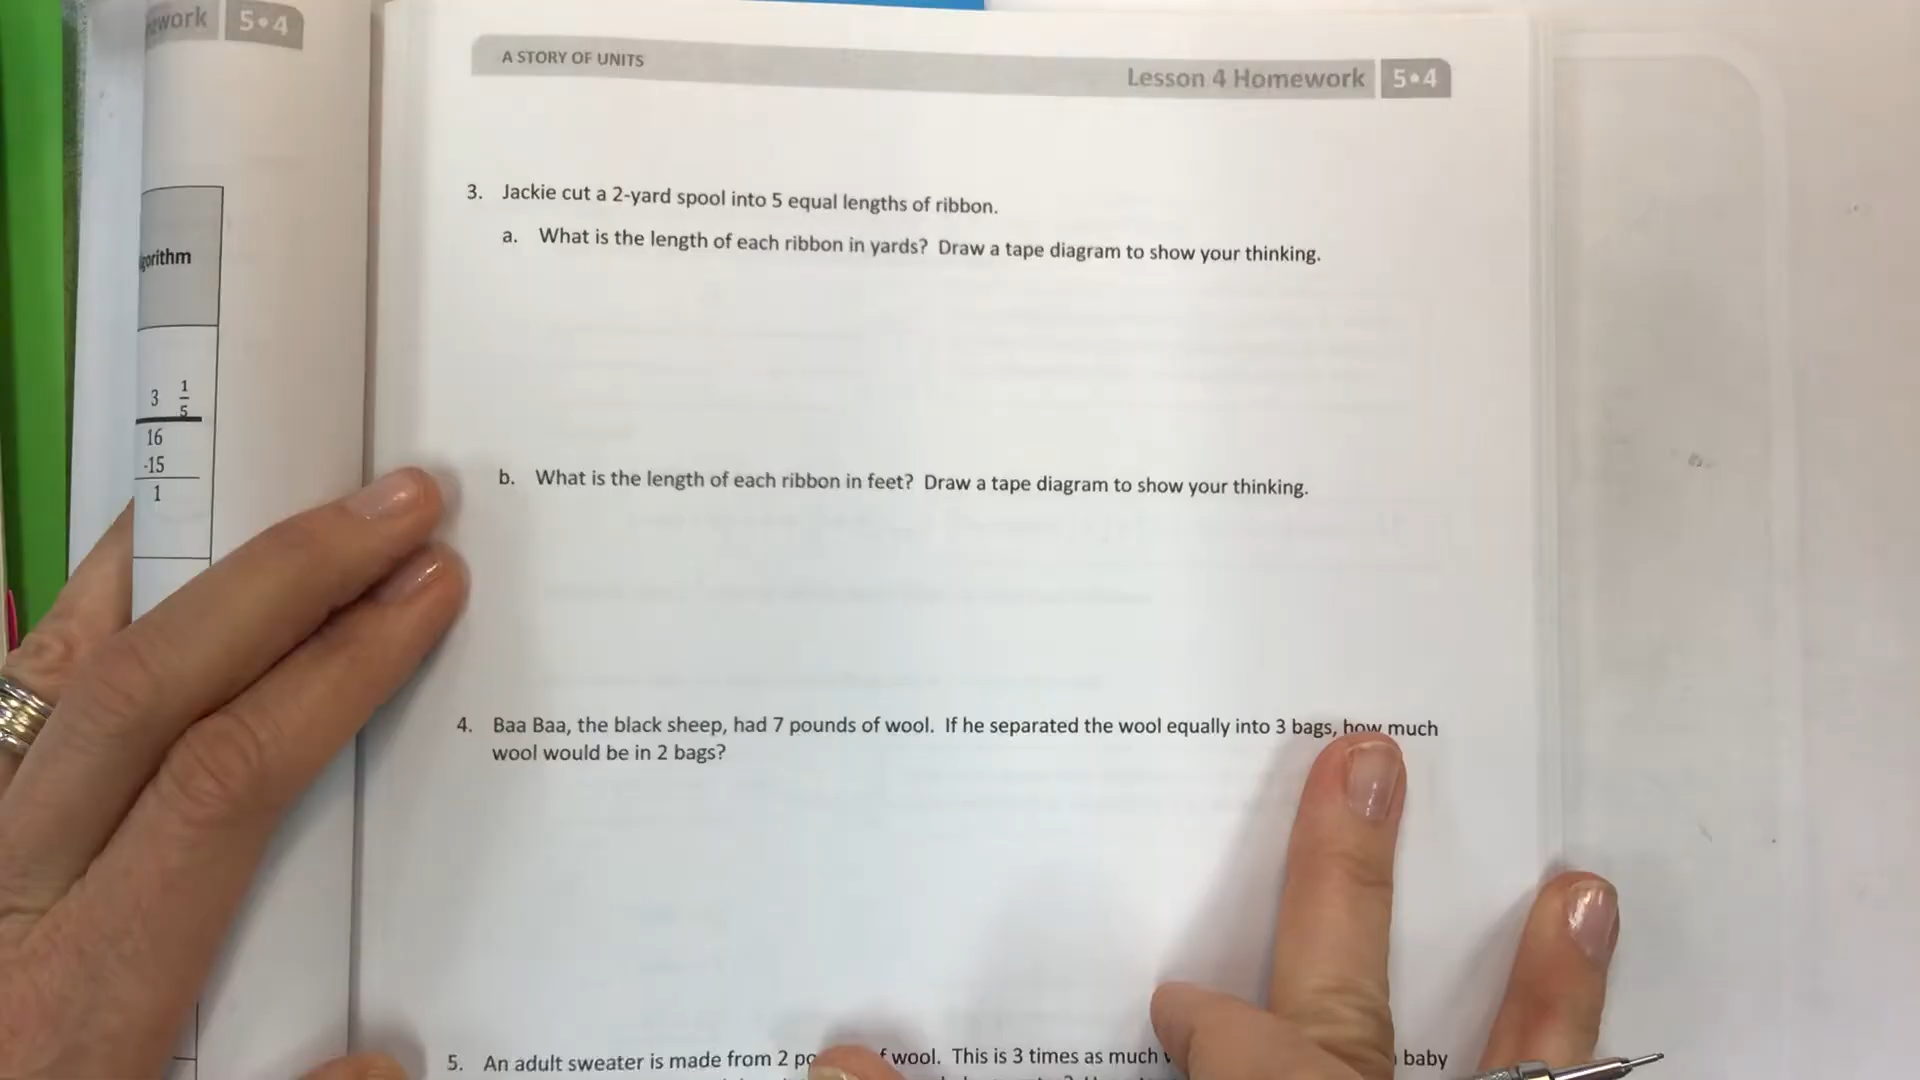 work 5•4
A STORY OF UNITS
Lesson 4 Homework 5•4
3. Jackie cut a 2-yard spool into 5 equal lengths of ribbon.
a. What is the length of each ribbon in yards? Draw a tape diagram to show your thinking.
gorithm
3 1/5
16
-15
1
b. What is the length of each ribbon in feet? Draw a tape diagram to show your thinking.
4. Baa Baa, the black sheep, had 7 pounds of wool. If he separated the wool equally into 3 bags, how much
wool would be in 2 bags?
5. An adult sweater is made from 2 wool. This is 3 times as much baby